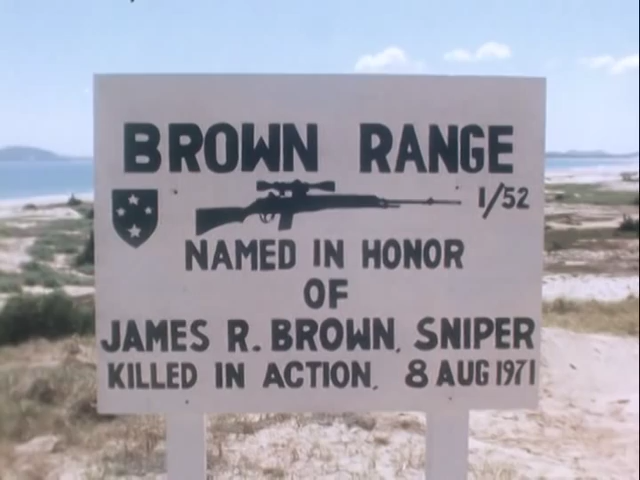 BROWN RANGE
1/52
NAMED IN HONOR
OF
JAMES R. BROWN, SNIPER
KILLED IN ACTION, 8 AUG 1971